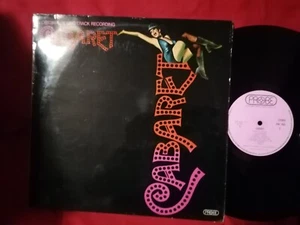 ORIGINAL SOUNDTRACK RECORDING
CABARET
CABARET
PROBE
PROBE